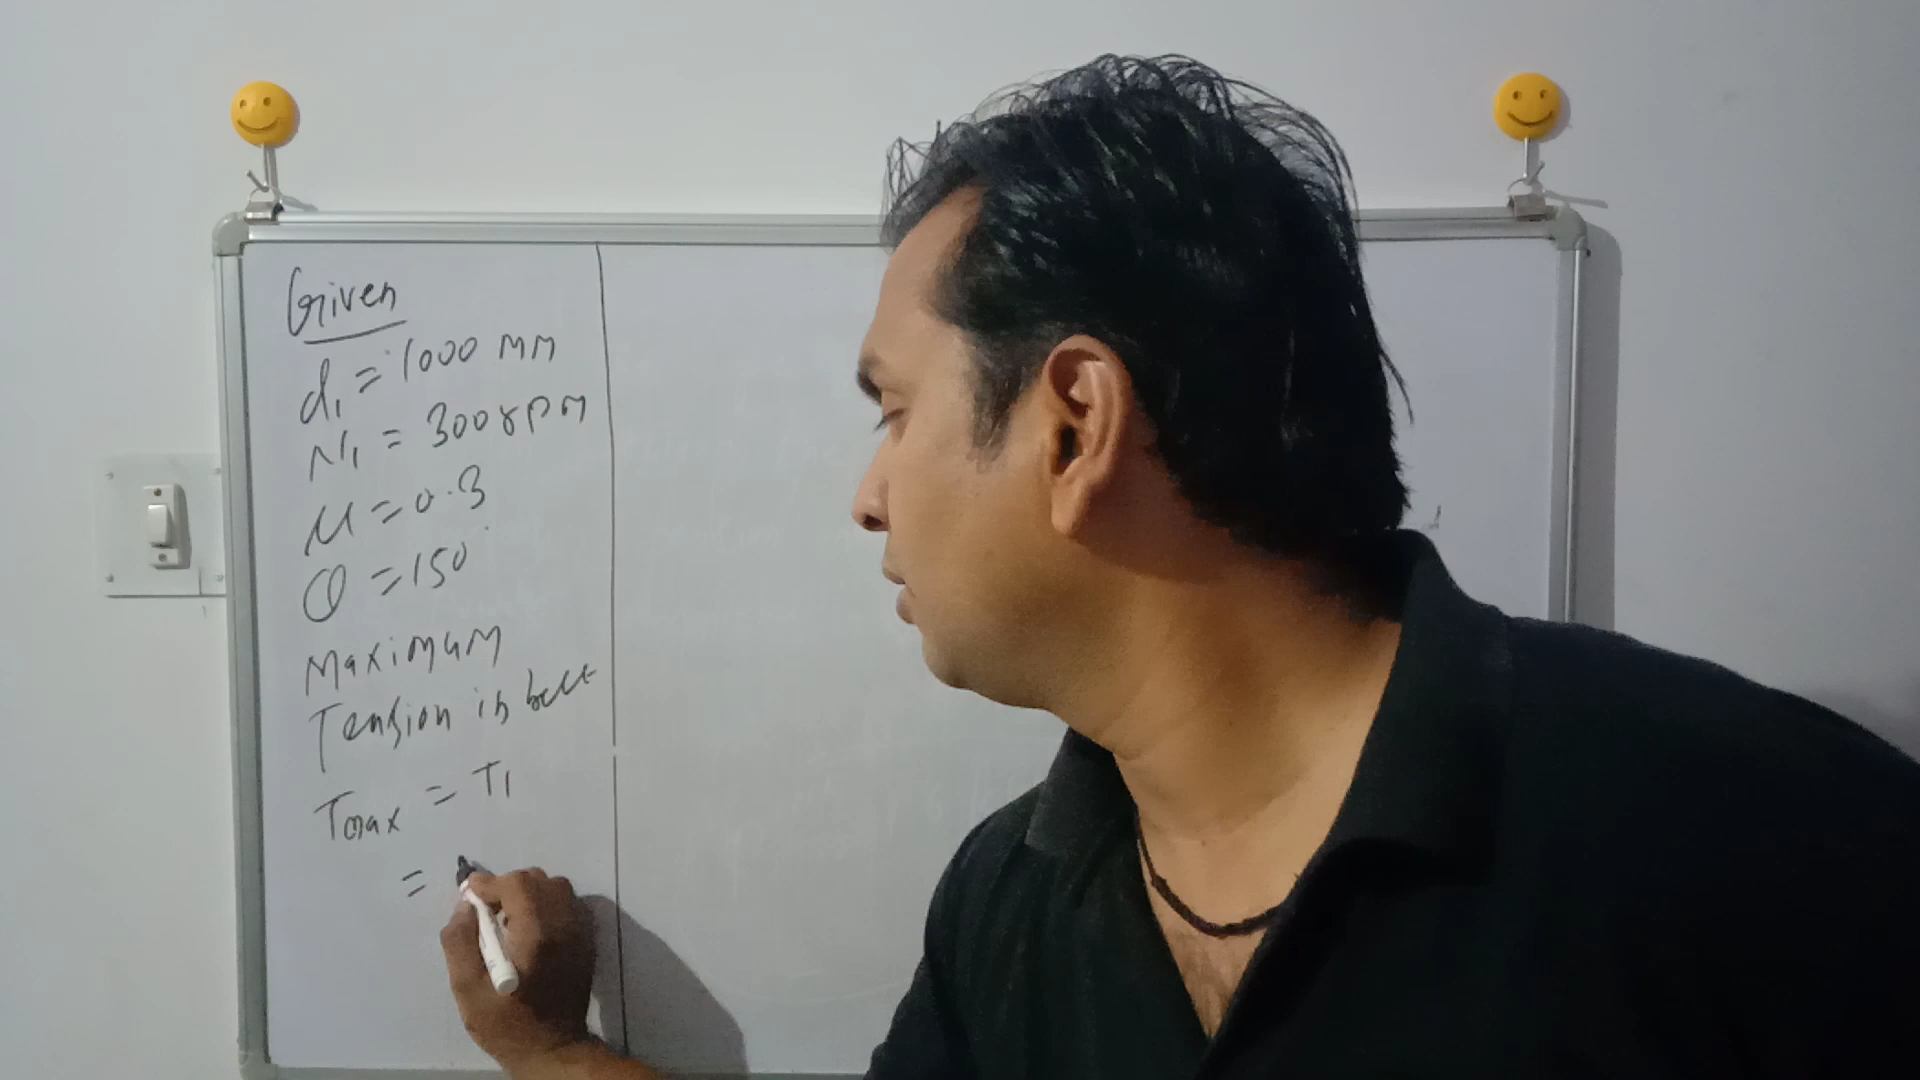 Given
d₁ = 1000 mm
N₁ = 300 rpm
μ = 0.3
θ = 150°
Maximum
Tension in belt
Tmax = T₁
=